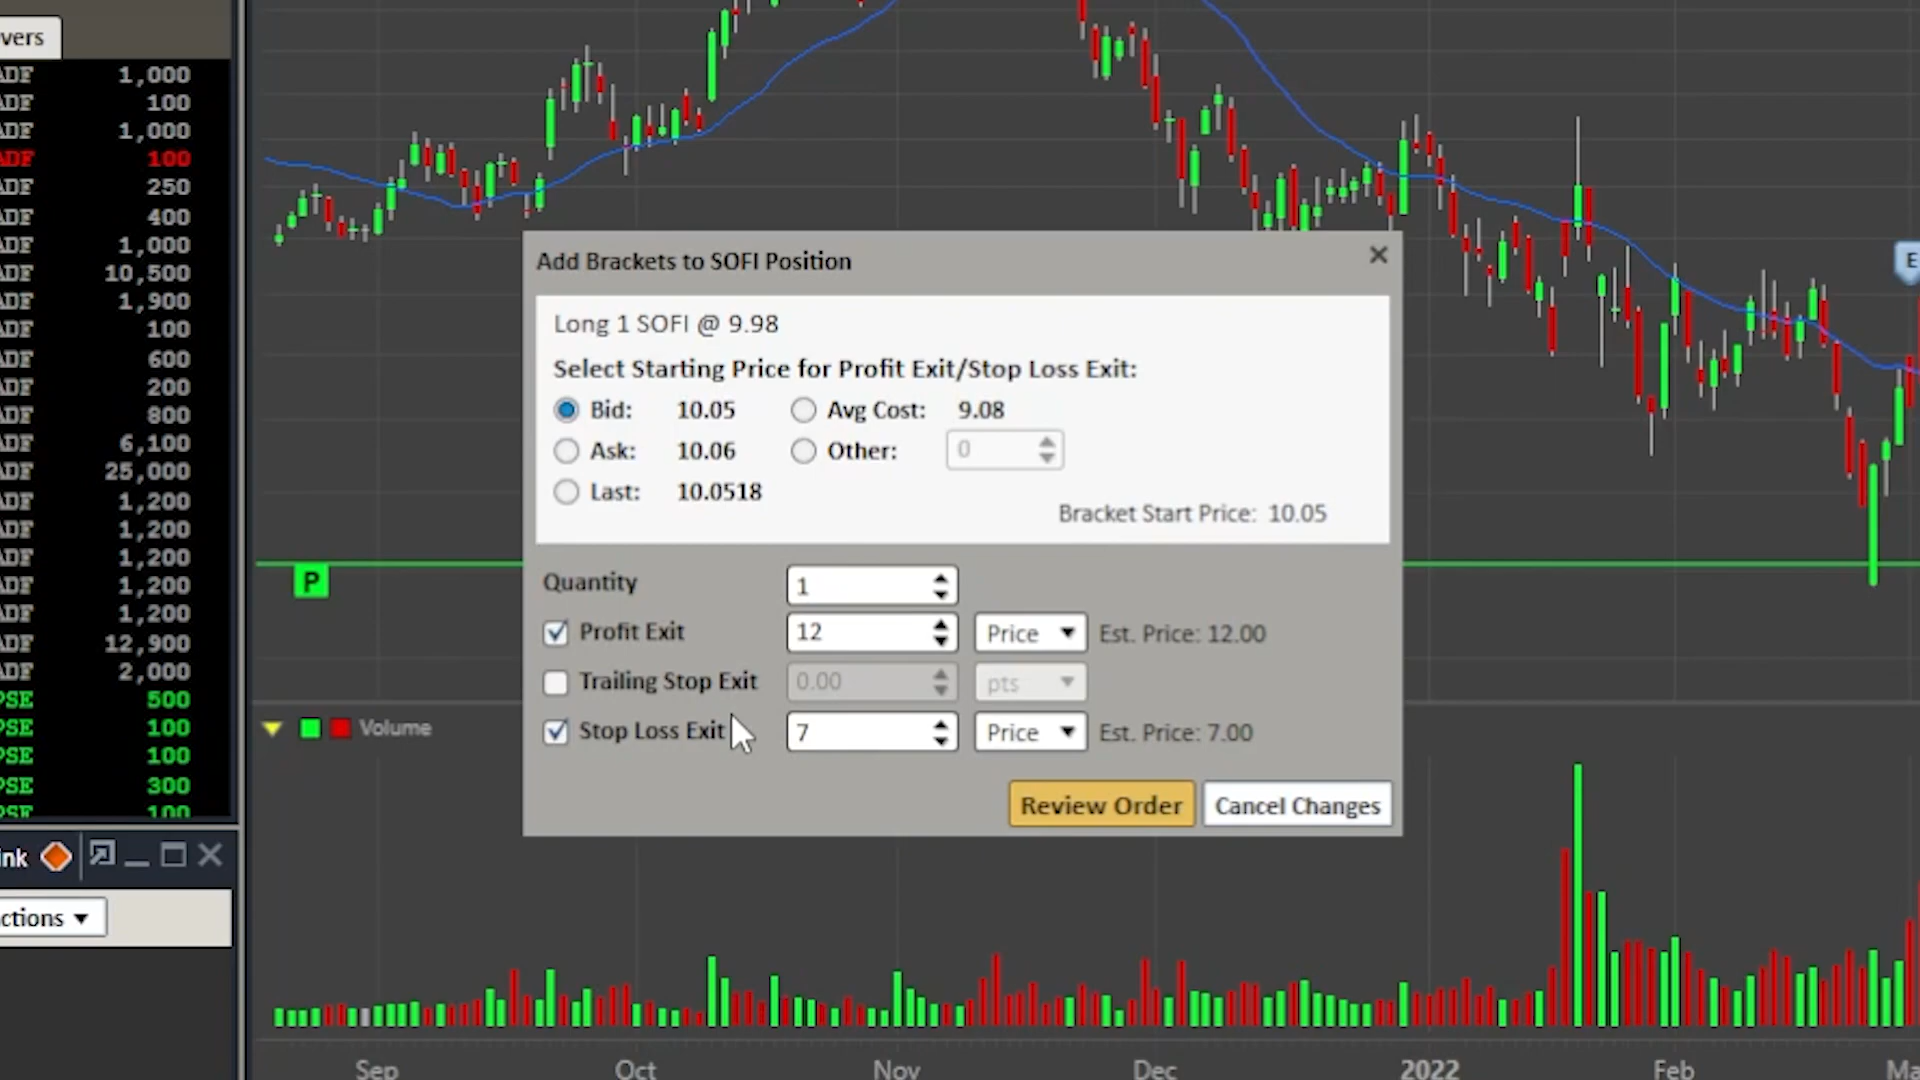 vers
ADF 1,000
ADF 100
ADF 1,000
ADF 100
ADF 250
ADF 400
ADF 1,000
ADF 10,500
ADF 1,900
ADF 100
ADF 600
ADF 200
ADF 800
ADF 6,100
ADF 25,000
ADF 1,200
ADF 1,200
ADF 1,200
ADF 1,200
ADF 1,200
ADF 12,900
ADF 2,000
PSE 500
PSE 100
PSE 100
PSE 300
PSE 100
ink
ctions
E
Add Brackets to SOFI Position
Long 1 SOFI @ 9.98
Select Starting Price for Profit Exit/Stop Loss Exit:
Bid: 10.05 Avg Cost: 9.08
Ask: 10.06 Other: 0
Last: 10.0518
Bracket Start Price: 10.05
Quantity 1
Profit Exit 12 Price Est. Price: 12.00
Trailing Stop Exit 0.00 pts
Stop Loss Exit 7 Price Est. Price: 7.00
Review Order Cancel Changes
P
Volume
Sep Oct Nov Dec 2022 Feb Ma